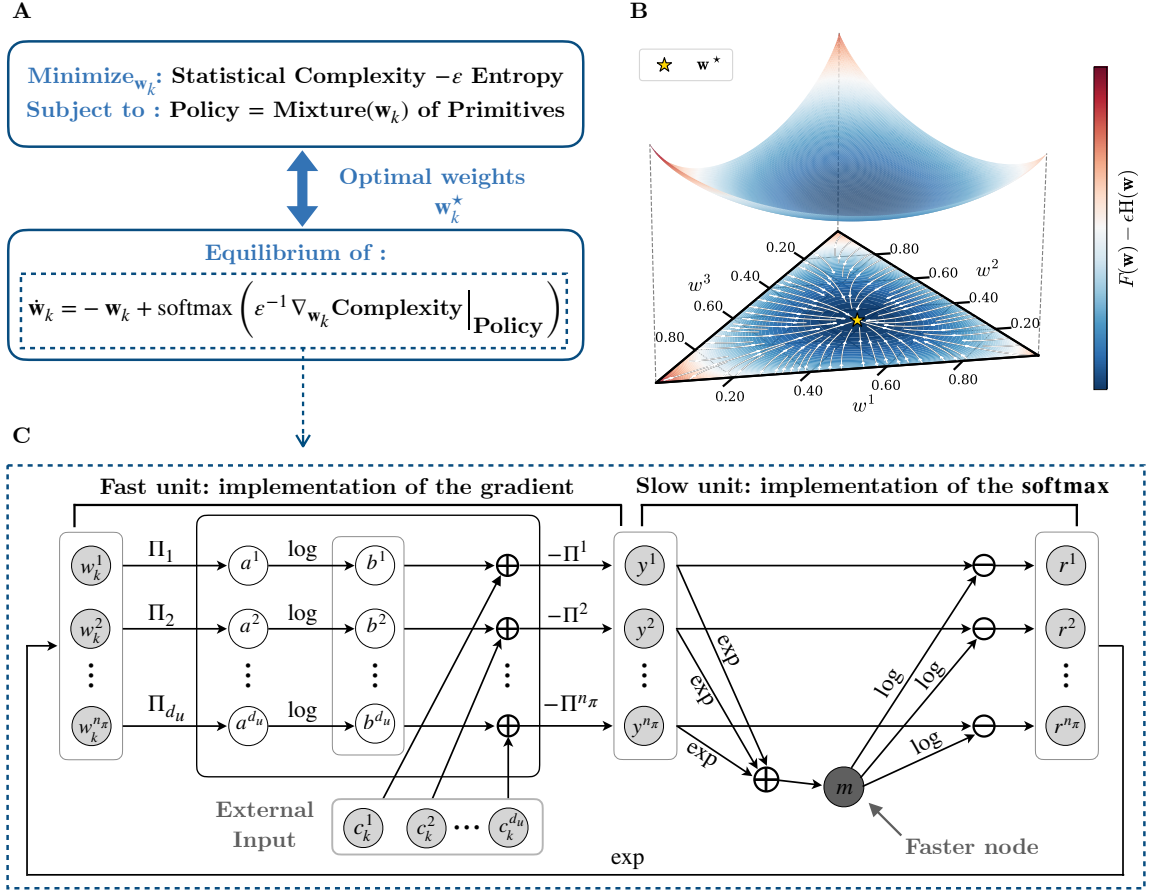 A
Minimize_{w_k}: Statistical Complexity −ε Entropy
Subject to : Policy = Mixture(w_k) of Primitives
Optimal weights
w_k^★
Equilibrium of :
ẇ_k = − w_k + softmax ( ε^{-1} ∇_{w_k} Complexity |_{Policy} )
B
w^★
0.20
0.40
0.60
0.80
w^3
0.80
0.60
0.40
0.20
w^2
0.20
0.40
0.60
0.80
w^1
F(w) − ϵH(w)
C
Fast unit: implementation of the gradient
Slow unit: implementation of the softmax
w_k^1 Π_1 a^1 log b^1 ⊕ −Π^1 y^1 ⊖ r^1
w_k^2 Π_2 a^2 log b^2 ⊕ −Π^2 y^2 ⊖ r^2
⋮ ⋮ ⋮ ⋮ ⋮ ⋮ ⋮
w_k^{n_π} Π_{d_u} a^{d_u} log b^{d_u} ⊕ −Π^{n_π} y^{n_π} ⊖ r^{n_π}
exp
exp
exp
log
log
log
⊕ m
External
Input
c_k^1 c_k^2 ⋯ c_k^{d_u}
Faster node
exp